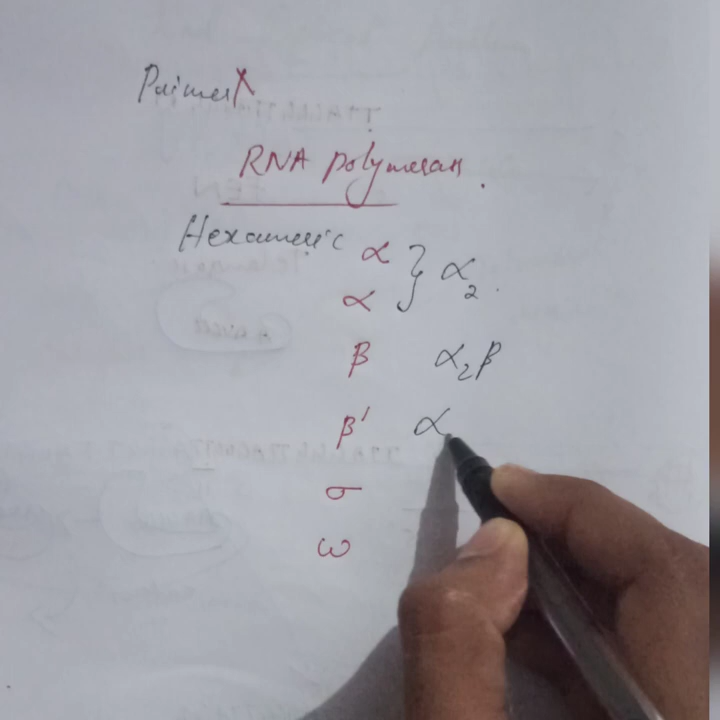 Primer X
RNA polymerase.
Hexameric α } α2.
α
β α2β
β' α
σ
ω